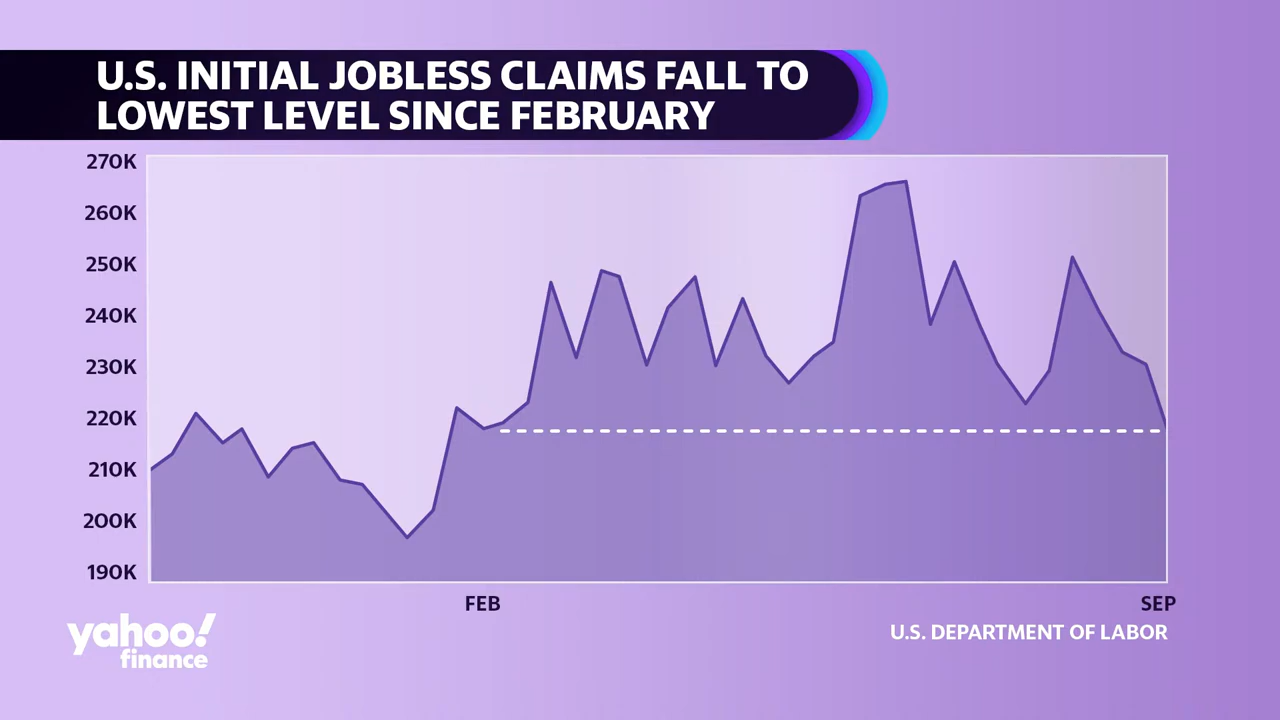 U.S. INITIAL JOBLESS CLAIMS FALL TO
LOWEST LEVEL SINCE FEBRUARY
270K
260K
250K
240K
230K
220K
210K
200K
190K
FEB
SEP
yahoo!
finance
U.S. DEPARTMENT OF LABOR